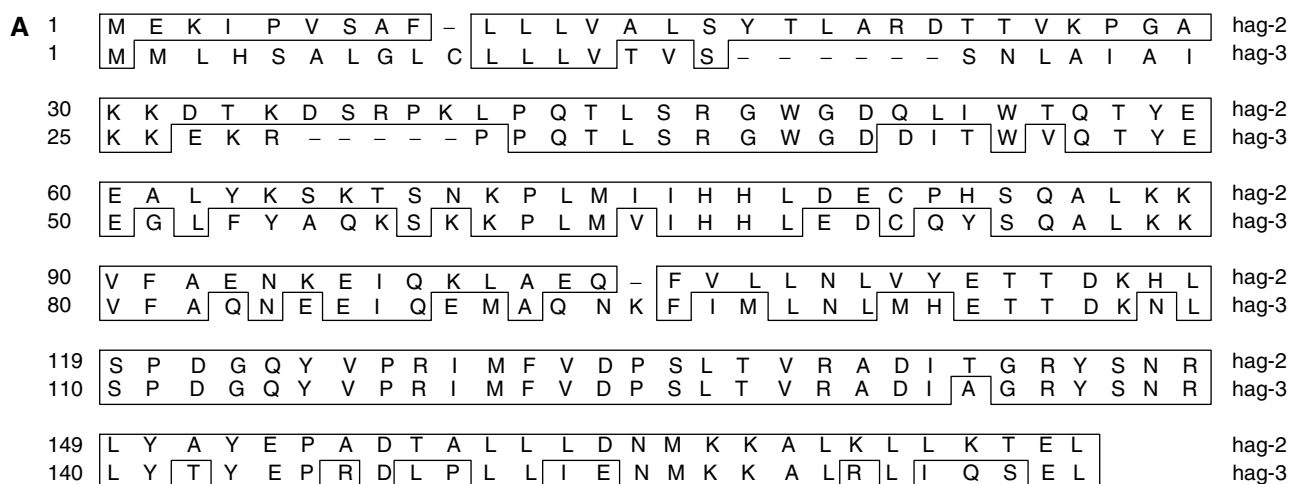 A 1 M E K I P V S A F – L L L V A L S Y T L A R D T T V K P G A hag-2
1 M M L H S A L G L C L L L V T V S – – – – – – S N L A I A I hag-3
30 K K D T K D S R P K L P Q T L S R G W G D Q L I W T Q T Y E hag-2
25 K K E K R – – – – – P P Q T L S R G W G D D I T W V Q T Y E hag-3
60 E A L Y K S K T S N K P L M I I H H L D E C P H S Q A L K K hag-2
50 E G L F Y A Q K S K K P L M V I H H L E D C Q Y S Q A L K K hag-3
90 V F A E N K E I Q K L A E Q – F V L L N L V Y E T T D K H L hag-2
80 V F A Q N E E I Q E M A Q N K F I M L N L M H E T T D K N L hag-3
119 S P D G Q Y V P R I M F V D P S L T V R A D I T G R Y S N R hag-2
110 S P D G Q Y V P R I M F V D P S L T V R A D I A G R Y S N R hag-3
149 L Y A Y E P A D T A L L L D N M K K A L K L L K T E L hag-2
140 L Y T Y E P R D L P L L I E N M K K A L R L I Q S E L hag-3